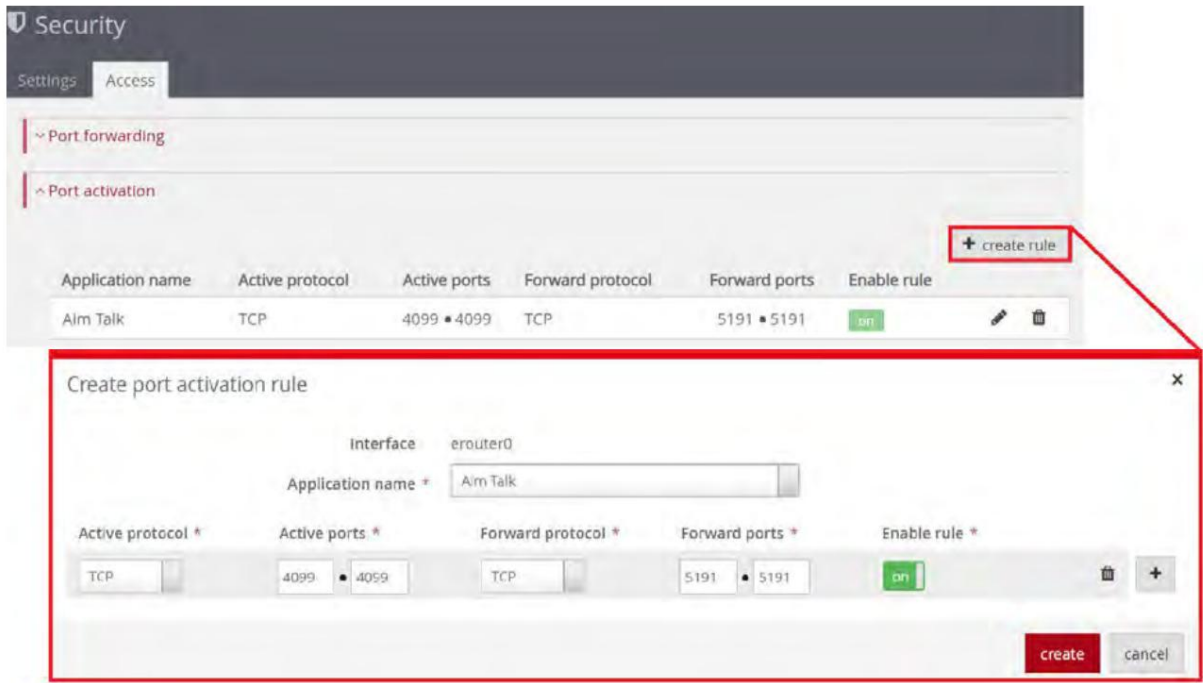 Security
Settings Access
Port forwarding
Port activation
+ create rule
Application name Active protocol Active ports Forward protocol Forward ports Enable rule
Aim Talk TCP 4099 • 4099 TCP 5191 • 5191 on
Create port activation rule ×
Interface erouter0
Application name * Aim Talk
Active protocol * Active ports * Forward protocol * Forward ports * Enable rule *
TCP 4099 • 4099 TCP 5191 • 5191 on +
create cancel